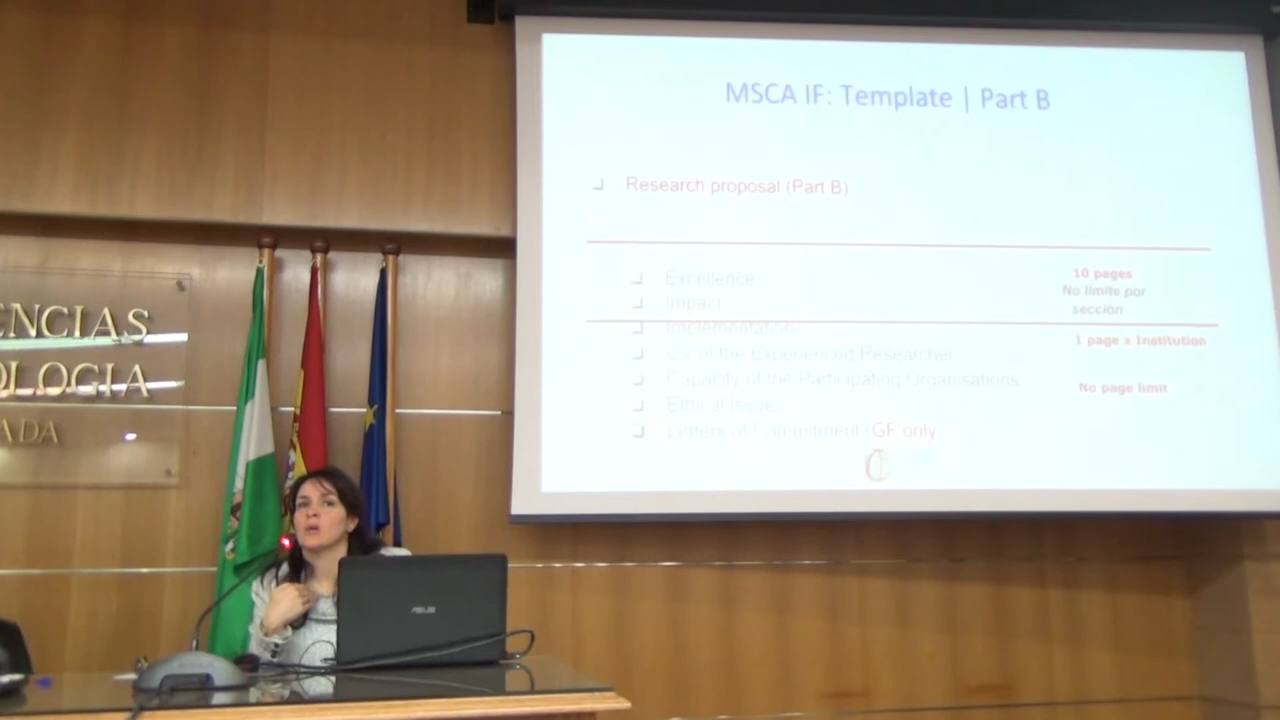 MSCA IF: Template | Part B
Research proposal (Part B)
Excellence
Impact
Implementation
CV of the Experienced Researcher
Capacity of the Participating Organisations
Ethical Issues
Letters of Commitment GF only
10 pages
No limite por
sección
1 page x Institution
No page limit
ENCIAS
OLOGIA
ADA
ASUS